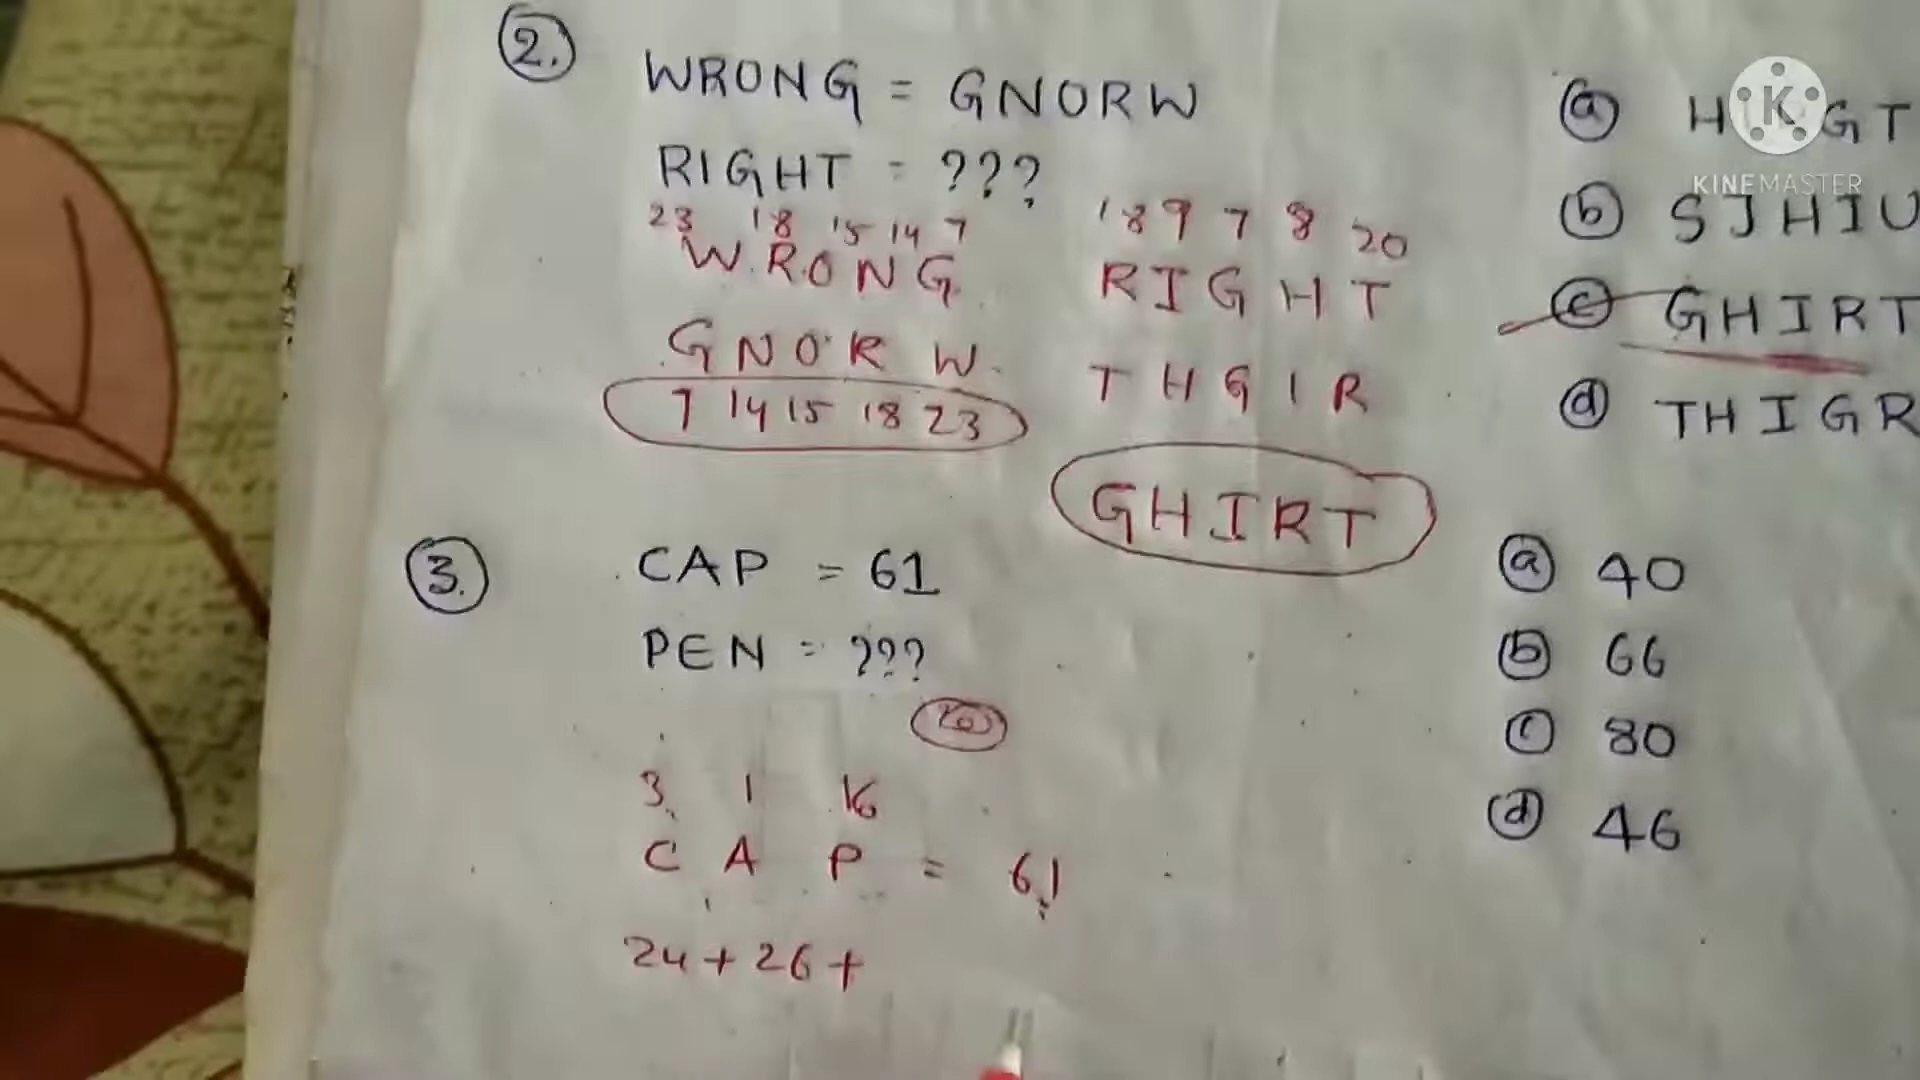 2. WRONG = GNORW
RIGHT = ???
23 18 15 14 7
WRONG
GNORW
7 14 15 18 23
18 9 7 8 20
RIGHT
THGIR
GHIRT
a GT
b SJHIU
c GHIRT
d THIGR
K
KINEMASTER
3. CAP = 61
PEN = ???
3 1 16
C A P = 61
24 + 26 +
a 40
b 66
c 80
d 46